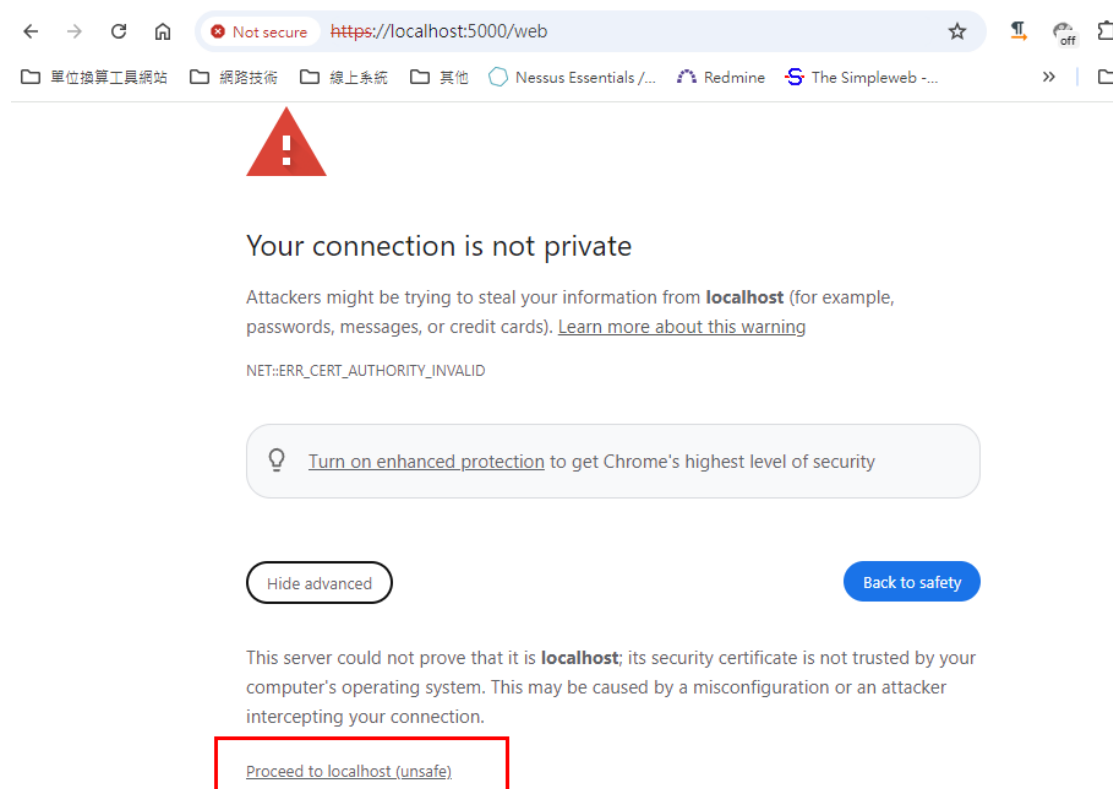 Not secure https://localhost:5000/web
off
單位換算工具網站 網路技術 線上系統 其他 Nessus Essentials /... Redmine The Simpleweb -... »
Your connection is not private
Attackers might be trying to steal your information from localhost (for example,
passwords, messages, or credit cards). Learn more about this warning
NET::ERR_CERT_AUTHORITY_INVALID
Turn on enhanced protection to get Chrome's highest level of security
Hide advanced Back to safety
This server could not prove that it is localhost; its security certificate is not trusted by your
computer's operating system. This may be caused by a misconfiguration or an attacker
intercepting your connection.
Proceed to localhost (unsafe)